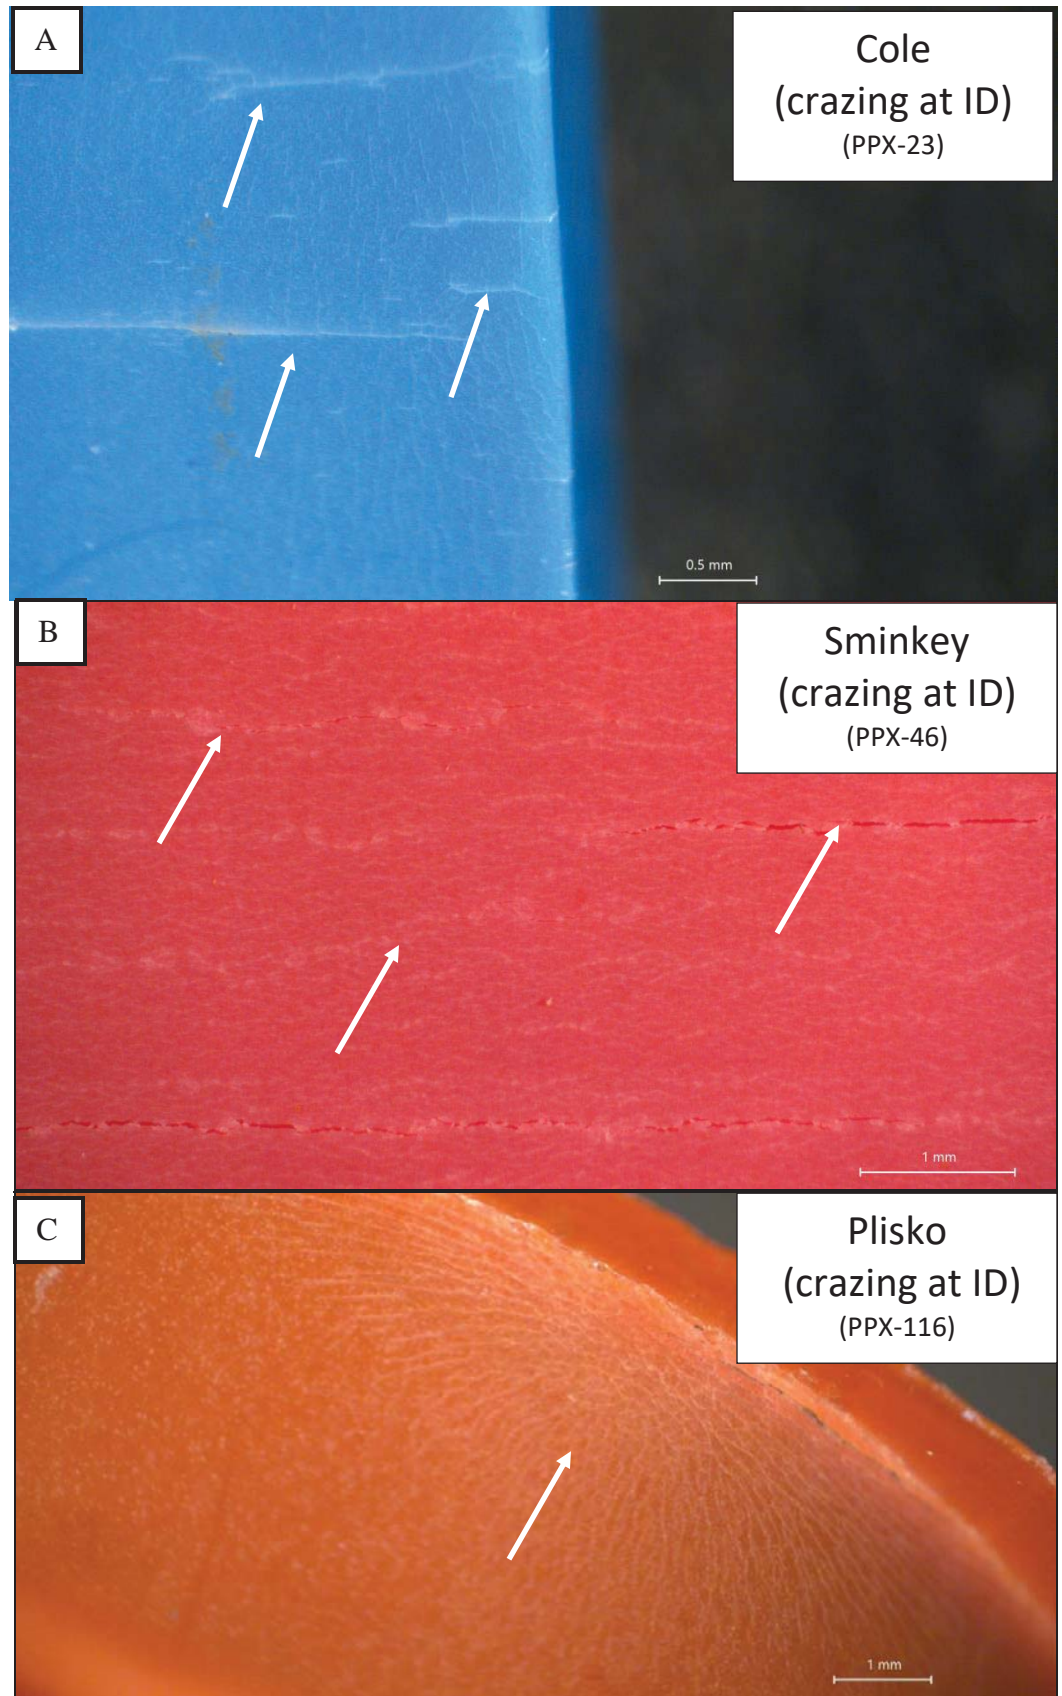 A
Cole
(crazing at ID)
(PPX-23)
0.5 mm
B
Sminkey
(crazing at ID)
(PPX-46)
1 mm
C
Plisko
(crazing at ID)
(PPX-116)
1 mm